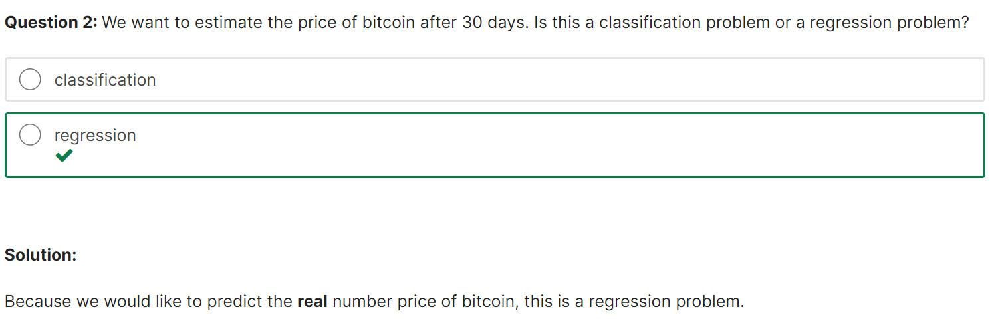 Question 2: We want to estimate the price of bitcoin after 30 days. Is this a classification problem or a regression problem?
classification
regression
Solution:
Because we would like to predict the real number price of bitcoin, this is a regression problem.